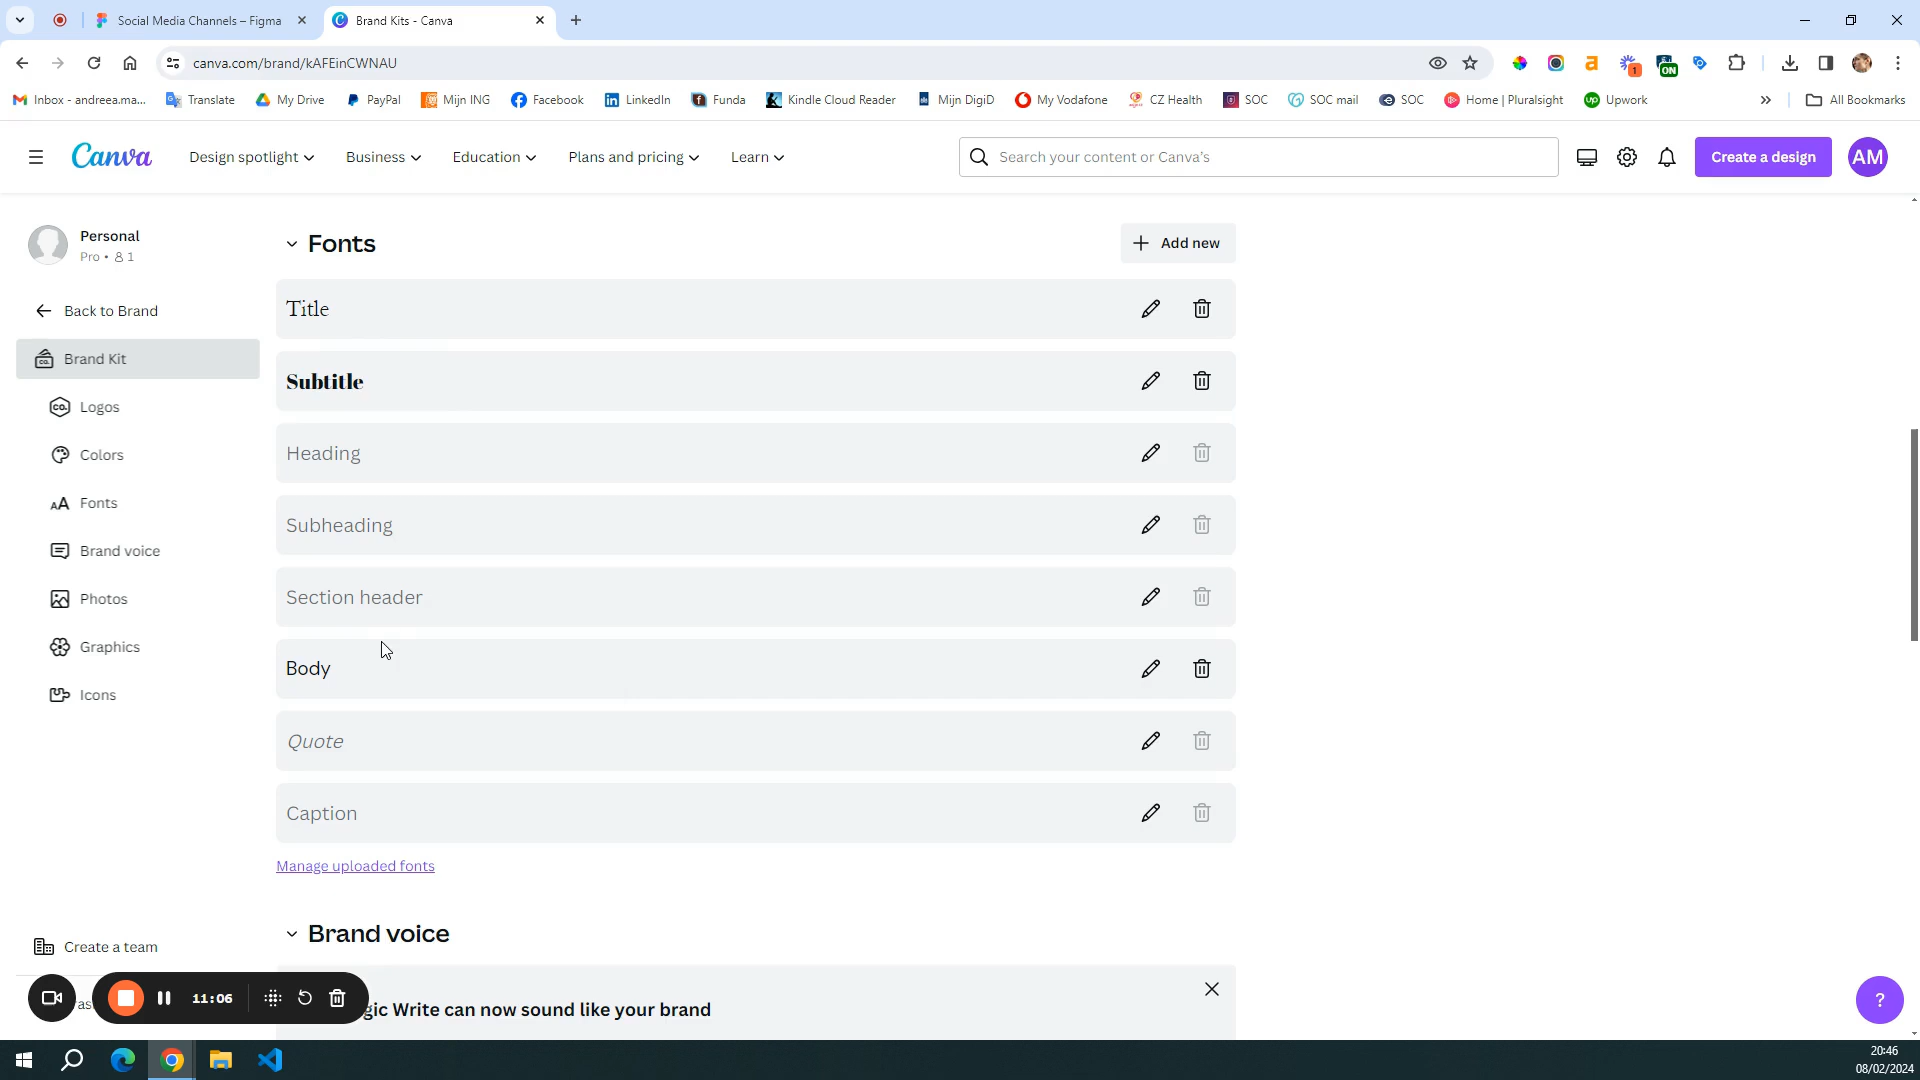 Social Media Channels – Figma
Brand Kits - Canva
canva.com/brand/kAFEinCWNAU
1
ON
Inbox - andreea.ma...
Translate
My Drive
PayPal
Mijn ING
Facebook
LinkedIn
Funda
Kindle Cloud Reader
Mijn DigiD
My Vodafone
CZ Health
SOC
SOC mail
SOC
Home | Pluralsight
Upwork
All Bookmarks
Canva
Design spotlight
Business
Education
Plans and pricing
Learn
Search your content or Canva's
Create a design
AM
Personal
Pro • 1
Back to Brand
Brand Kit
Logos
Colors
Fonts
Brand voice
Photos
Graphics
Icons
Create a team
Fonts
Add new
Title
Subtitle
Heading
Subheading
Section header
Body
Quote
Caption
Manage uploaded fonts
Brand voice
gic Write can now sound like your brand
11:06
?
20:46
08/02/2024